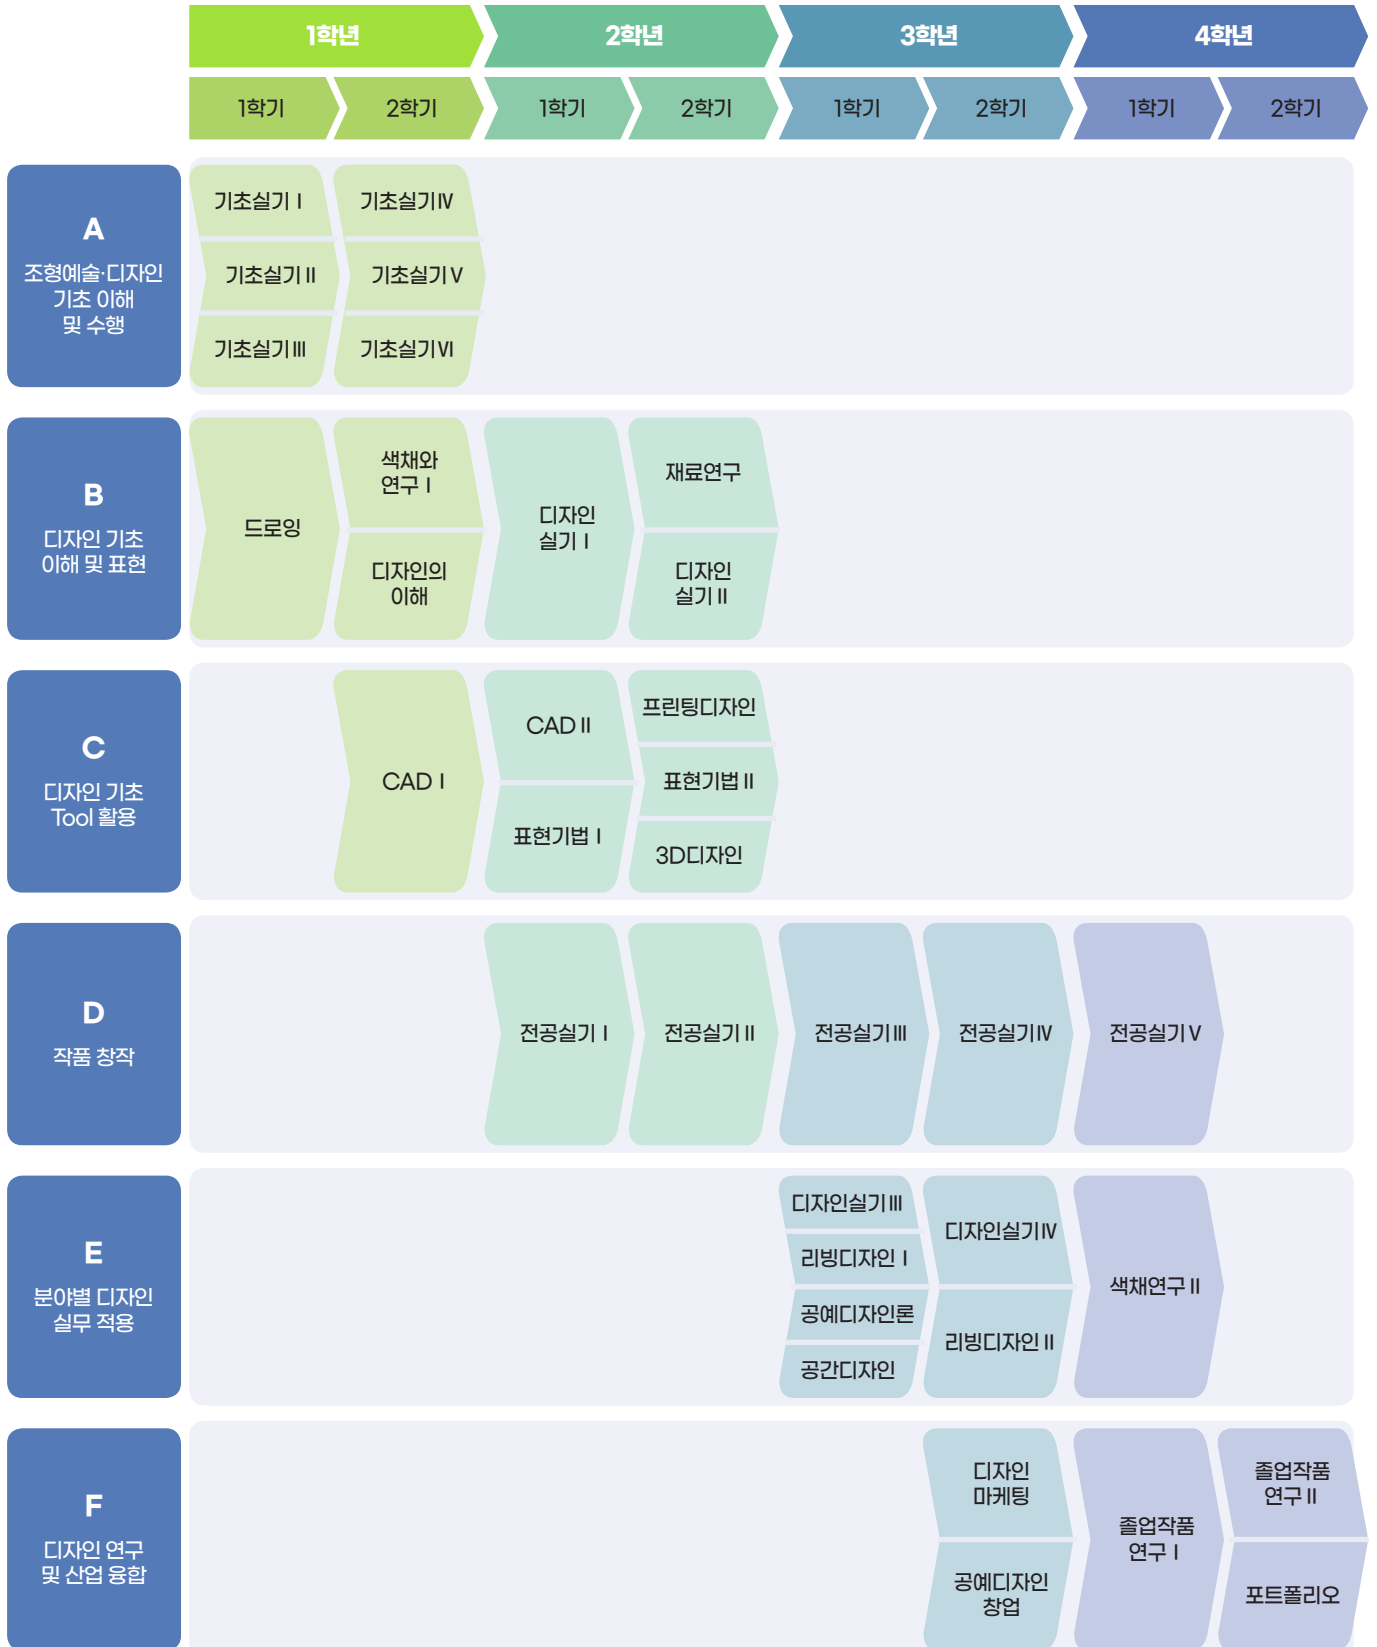 1학년
2학년
3학년
4학년
1학기
2학기
1학기
2학기
1학기
2학기
1학기
2학기
A
조형예술·디자인
기초 이해
및 수행
기초실기 I
기초실기 II
기초실기 III
기초실기 IV
기초실기 V
기초실기 VI
B
디자인 기초
이해 및 표현
드로잉
색채와
연구 I
디자인의
이해
디자인
실기 I
재료연구
디자인
실기 II
C
디자인 기초
Tool 활용
CAD I
CAD II
표현기법 I
프린팅디자인
표현기법 II
3D디자인
D
작품 창작
전공실기 I
전공실기 II
전공실기 III
전공실기 IV
전공실기 V
E
분야별 디자인
실무 적용
디자인실기 III
리빙디자인 I
공예디자인론
공간디자인
디자인실기 IV
리빙디자인 II
색채연구 II
F
디자인 연구
및 산업 융합
디자인
마케팅
공예디자인
창업
졸업작품
연구 I
졸업작품
연구 II
포트폴리오